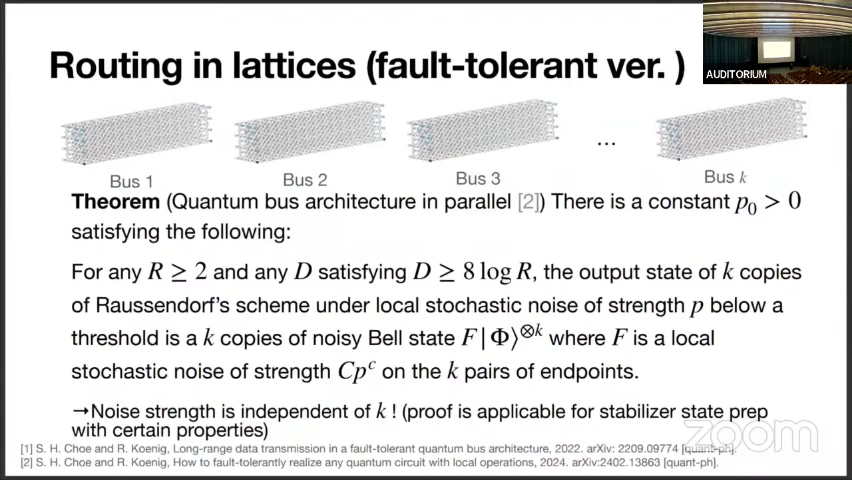 Routing in lattices (fault-tolerant ver. )
AUDITORIUM
Bus 1
Bus 2
Bus 3
...
Bus k
Theorem (Quantum bus architecture in parallel [2]) There is a constant p₀ > 0
satisfying the following:
For any R ≥ 2 and any D satisfying D ≥ 8 log R, the output state of k copies
of Raussendorf's scheme under local stochastic noise of strength p below a
threshold is a k copies of noisy Bell state F|Φ⟩^⊗k where F is a local
stochastic noise of strength Cp^c on the k pairs of endpoints.
→Noise strength is independent of k ! (proof is applicable for stabilizer state prep
with certain properties)
zoom
[1] S. H. Choe and R. Koenig, Long-range data transmission in a fault-tolerant quantum bus architecture, 2022. arXiv: 2209.09774 [quant-ph].
[2] S. H. Choe and R. Koenig, How to fault-tolerantly realize any quantum circuit with local operations, 2024. arXiv:2402.13863 [quant-ph].